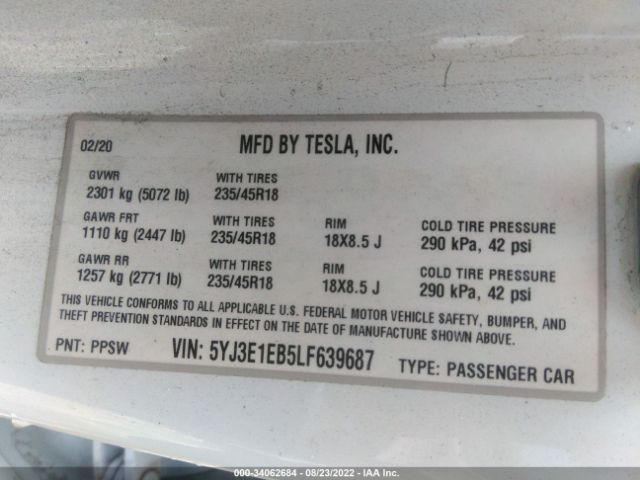 02/20 MFD BY TESLA, INC.
GVWR WITH TIRES
2301 kg (5072 lb) 235/45R18
GAWR FRT WITH TIRES RIM COLD TIRE PRESSURE
1110 kg (2447 lb) 235/45R18 18X8.5 J 290 kPa, 42 psi
GAWR RR WITH TIRES RIM COLD TIRE PRESSURE
1257 kg (2771 lb) 235/45R18 18X8.5 J 290 kPa, 42 psi
THIS VEHICLE CONFORMS TO ALL APPLICABLE U.S. FEDERAL MOTOR VEHICLE SAFETY, BUMPER, AND
THEFT PREVENTION STANDARDS IN EFFECT ON THE DATE OF MANUFACTURE SHOWN ABOVE.
PNT: PPSW VIN: 5YJ3E1EB5LF639687 TYPE: PASSENGER CAR
000-34062684 - 08/23/2022 - IAA Inc.